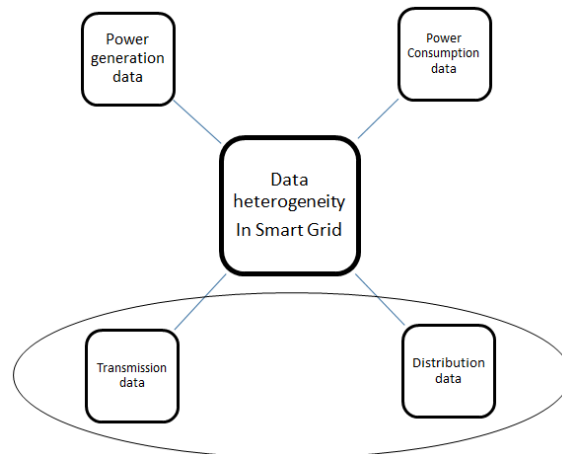 Power
generation
data
Power
Consumption
data
Data
heterogeneity
In Smart Grid
Transmission
data
Distribution
data